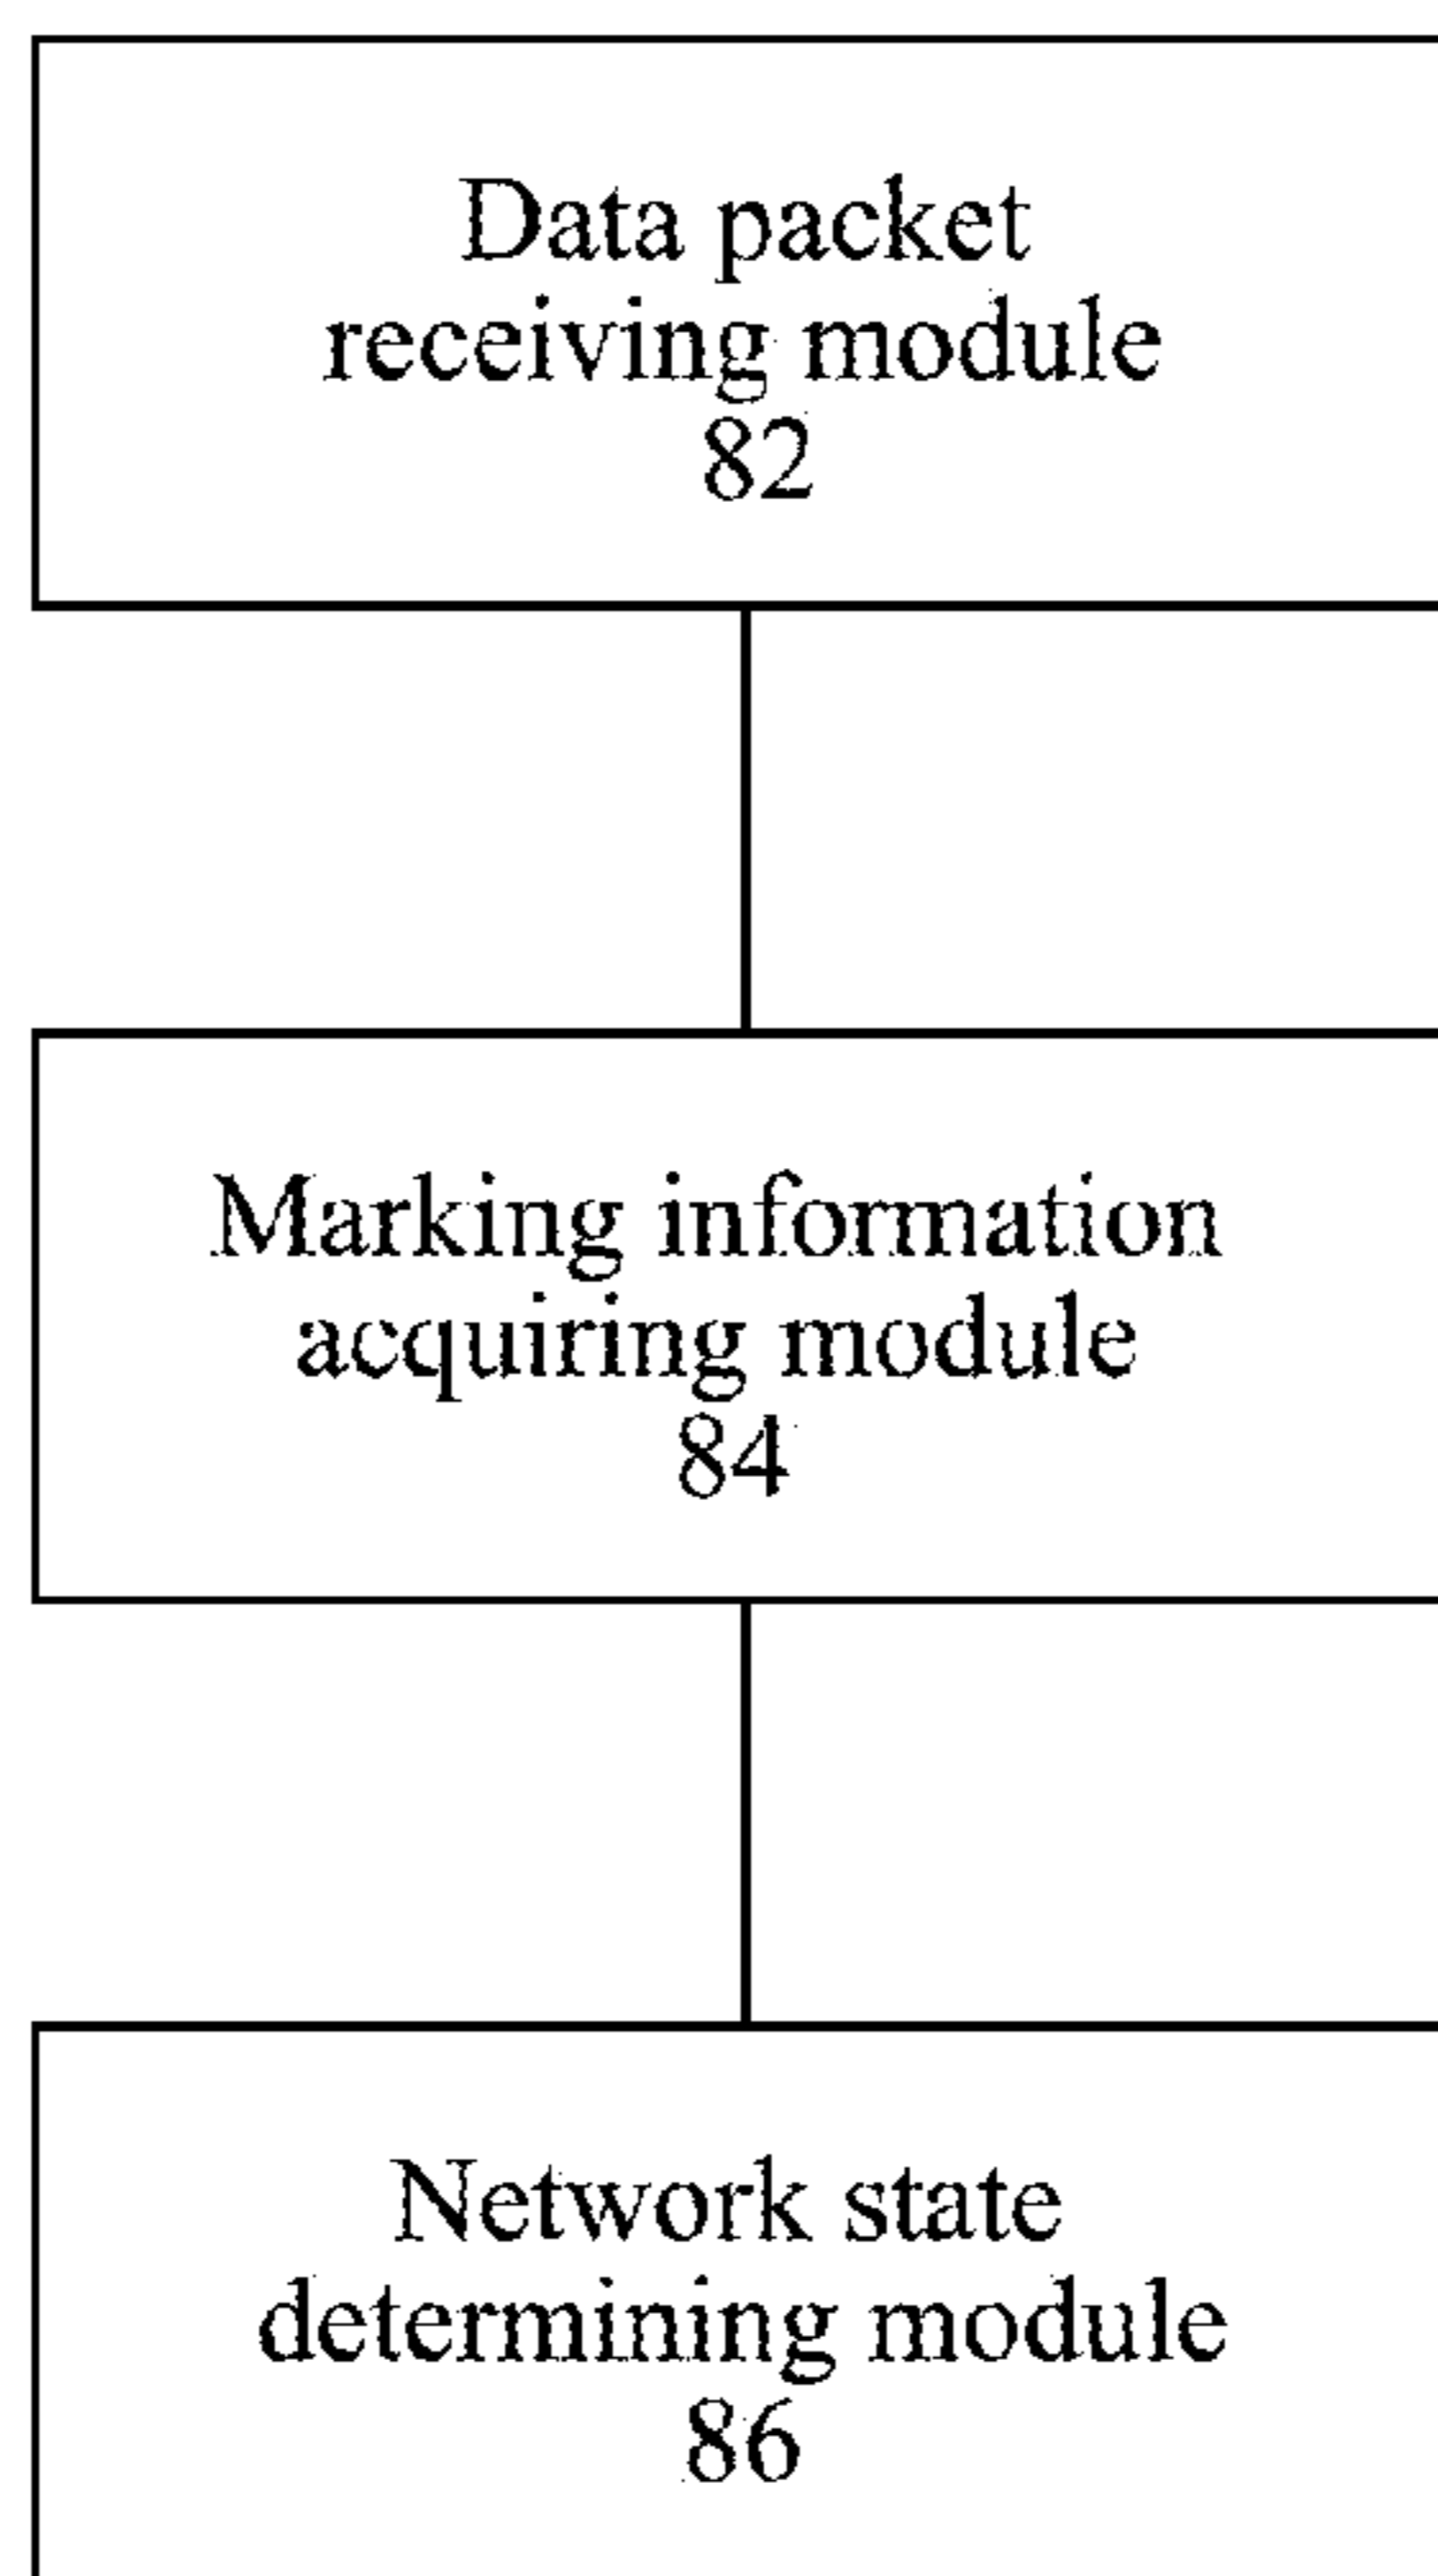 Data packet
receiving module
82
Marking information
acquiring module
84
Network state
determining module
86